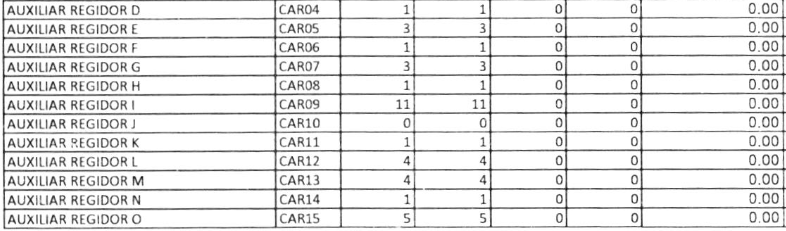 AUXILIAR REGIDOR D CAR04 1 1 0 0 0.00
AUXILIAR REGIDOR E CAR05 3 3 0 0 0.00
AUXILIAR REGIDOR F CAR06 1 1 0 0 0.00
AUXILIAR REGIDOR G CAR07 3 3 0 0 0.00
AUXILIAR REGIDOR H CAR08 1 1 0 0 0.00
AUXILIAR REGIDOR I CAR09 11 11 0 0 0.00
AUXILIAR REGIDOR J CAR10 0 0 0 0 0.00
AUXILIAR REGIDOR K CAR11 1 1 0 0 0.00
AUXILIAR REGIDOR L CAR12 4 4 0 0 0.00
AUXILIAR REGIDOR M CAR13 4 4 0 0 0.00
AUXILIAR REGIDOR N CAR14 1 1 0 0 0.00
AUXILIAR REGIDOR O CAR15 5 5 0 0 0.00